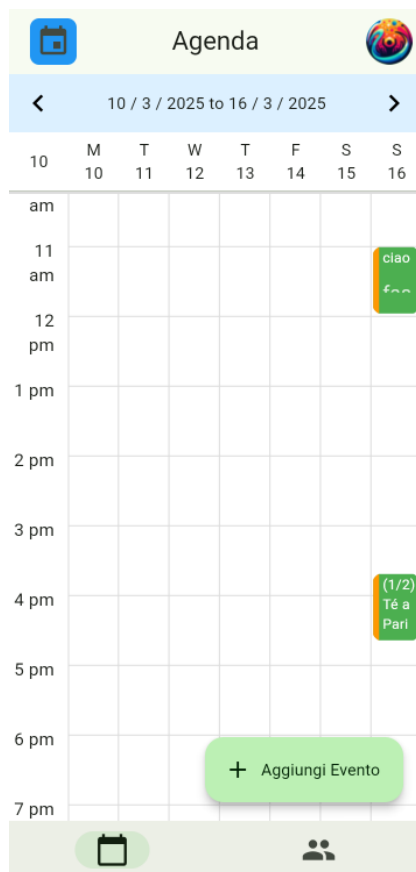 Agenda
10 / 3 / 2025 to 16 / 3 / 2025
M T W T F S S
10 10 11 12 13 14 15 16
am
11
am
ciao
12
pm
1 pm
2 pm
3 pm
(1/2)
4 pm
Té a
Pari
5 pm
6 pm
+ Aggiungi Evento
7 pm